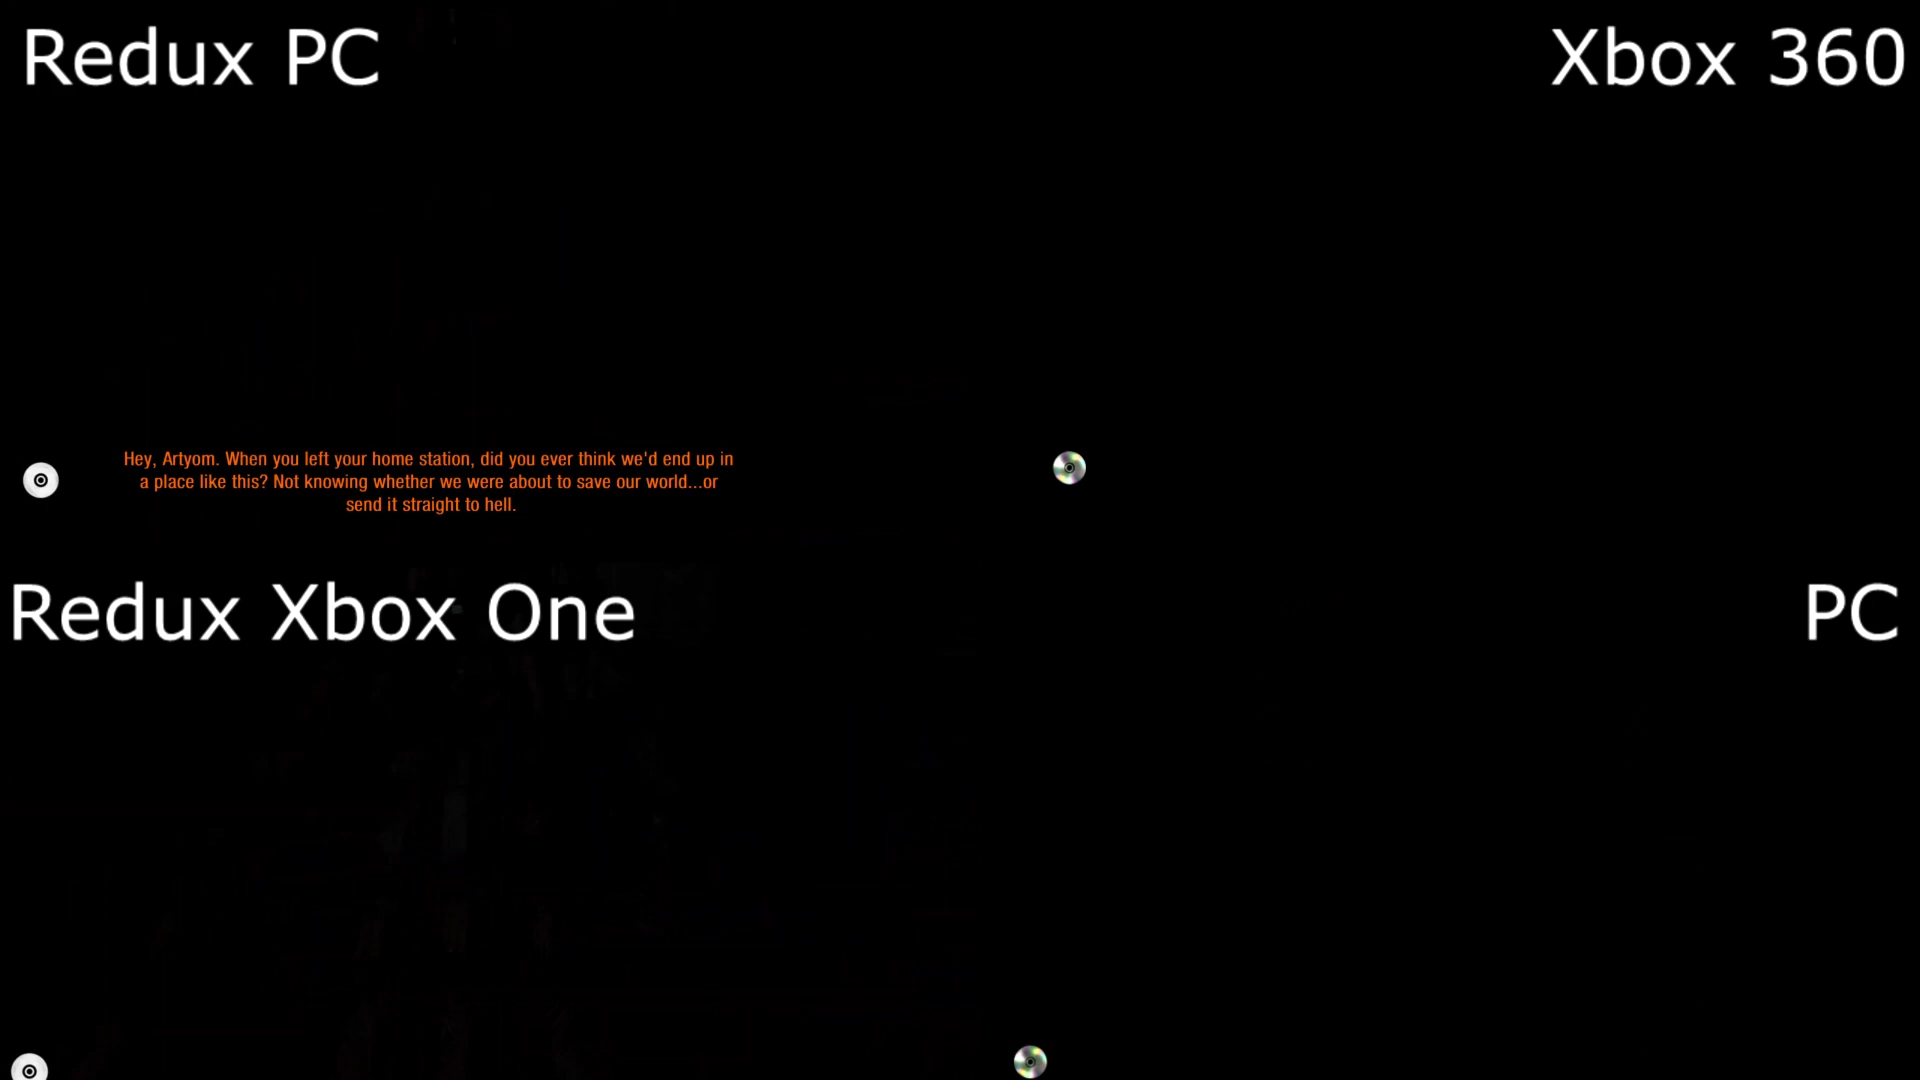 Redux PC
Xbox 360
Hey, Artyom. When you left your home station, did you ever think we'd end up in
a place like this? Not knowing whether we were about to save our world...or
send it straight to hell.
Redux Xbox One
PC